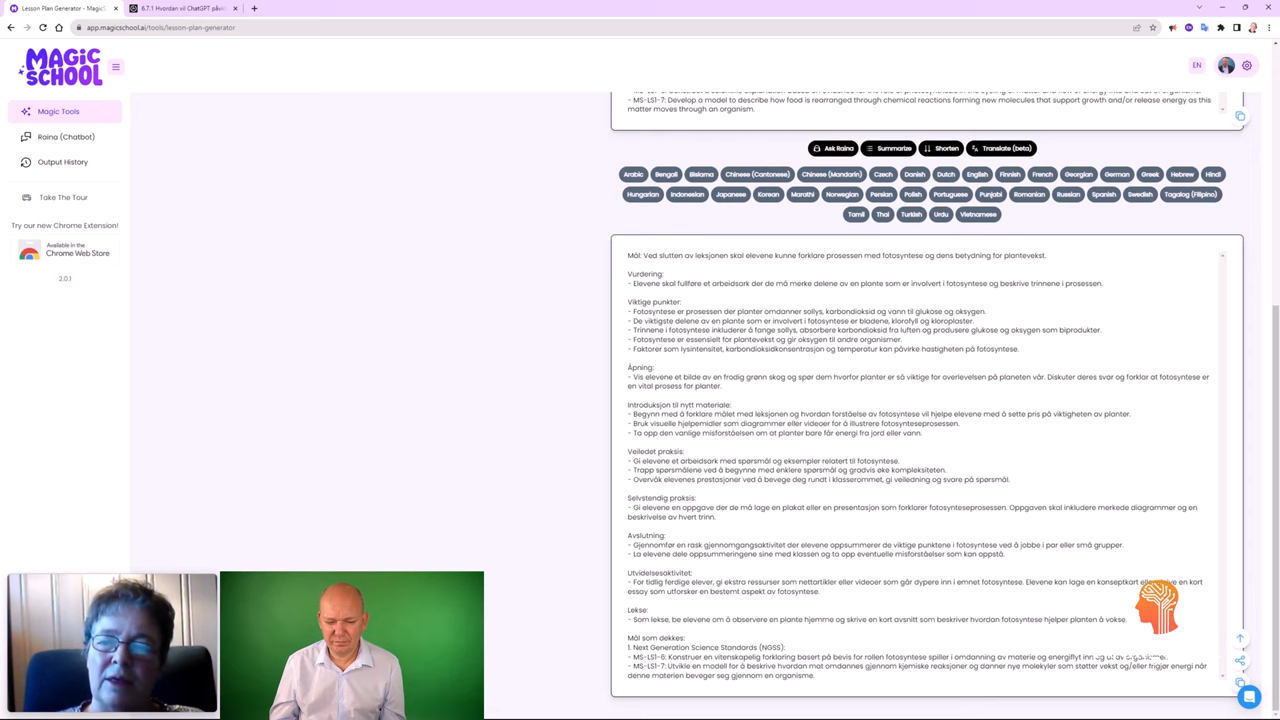 Lesson Plan Generator - MagicS
6.7.1 Hvordan vil ChatGPT påvi
app.magicschool.ai/tools/lesson-plan-generator
MAGIC SCHOOL
EN
Magic Tools
Raina (Chatbot)
Output History
Take The Tour
Try our new Chrome Extension!
Available in the
Chrome Web Store
2.0.1
- MS-LS1-7: Develop a model to describe how food is rearranged through chemical reactions forming new molecules that support growth and/or release energy as this
matter moves through an organism.
Ask Raina Summarize Shorten Translate (beta)
Arabic Bengali Bislama Chinese (Cantonese) Chinese (Mandarin) Czech Danish Dutch English Finnish French Georgian German Greek Hebrew Hindi
Hungarian Indonesian Japanese Korean Marathi Norwegian Persian Polish Portuguese Punjabi Romanian Russian Spanish Swedish Tagalog (Filipino)
Tamil Thai Turkish Urdu Vietnamese
Mål: Ved slutten av leksjonen skal elevene kunne forklare prosessen med fotosyntese og dens betydning for plantevekst.
Vurdering:
- Elevene skal fullføre et arbeidsark der de må merke delene av en plante som er involvert i fotosyntese og beskrive trinnene i prosessen.
Viktige punkter:
- Fotosyntese er prosessen der planter omdanner sollys, karbondioksid og vann til glukose og oksygen.
- De viktigste delene av en plante som er involvert i fotosyntese er bladene, klorofyll og kloroplaster.
- Trinnene i fotosyntese inkluderer å fange sollys, absorbere karbondioksid fra luften og produsere glukose og oksygen som biprodukter.
- Fotosyntese er essensielt for plantevekst og gir oksygen til andre organismer.
- Faktorer som lysintensitet, karbondioksidkonsentrasjon og temperatur kan påvirke hastigheten på fotosyntese.
Åpning:
- Vis elevene et bilde av en frodig grønn skog og spør dem hvorfor planter er så viktige for overlevelsen på planeten vår. Diskuter deres svar og forklar at fotosyntese er
en vital prosess for planter.
Introduksjon til nytt materiale:
- Begynn med å forklare målet med leksjonen og hvordan forståelse av fotosyntese vil hjelpe elevene med å sette pris på viktigheten av planter.
- Bruk visuelle hjelpemidler som diagrammer eller videoer for å illustrere fotosynteseprosessen.
- Ta opp den vanlige misforståelsen om at planter bare får energi fra jord eller vann.
Veiledet praksis:
- Gi elevene et arbeidsark med spørsmål og eksempler relatert til fotosyntese.
- Trapp spørsmålene ved å begynne med enklere spørsmål og gradvis øke kompleksiteten.
- Overvåk elevenes prestasjoner ved å bevege deg rundt i klasserommet, gi veiledning og svare på spørsmål.
Selvstendig praksis:
- Gi elevene en oppgave der de må lage en plakat eller en presentasjon som forklarer fotosynteseprosessen. Oppgaven skal inkludere merkede diagrammer og en
beskrivelse av hvert trinn.
Avslutning:
- Gjennomfør en rask gjennomgangsaktivitet der elevene oppsummerer de viktige punktene i fotosyntese ved å jobbe i par eller små grupper.
- La elevene dele oppsummeringene sine med klassen og ta opp eventuelle misforståelser som kan oppstå.
Utvidelsesaktivitet:
- For tidlig ferdige elever, gi ekstra ressurser som nettartikler eller videoer som går dypere inn i emnet fotosyntese. Elevene kan lage en konseptkart en kort
essay som utforsker en bestemt aspekt av fotosyntese.
Lekse:
- Som lekse, be elevene om å observere en plante hjemme og skrive en kort avsnitt som beskriver hvordan fotosyntese hjelper planten å vokse.
Mål som dekkes:
1. Next Generation Science Standards (NGSS):
- MS-LS1-6: Konstruer en vitenskapelig forklaring basert på bevis for rollen fotosyntese spiller i omdanning av materie og energiflyt inn og ut av organismer.
- MS-LS1-7: Utvikle en modell for å beskrive hvordan mat omdannes gjennom kjemiske reaksjoner og danner nye molekyler som støtter vekst og/eller frigjør energi når
denne materien beveger seg gjennom en organisme.